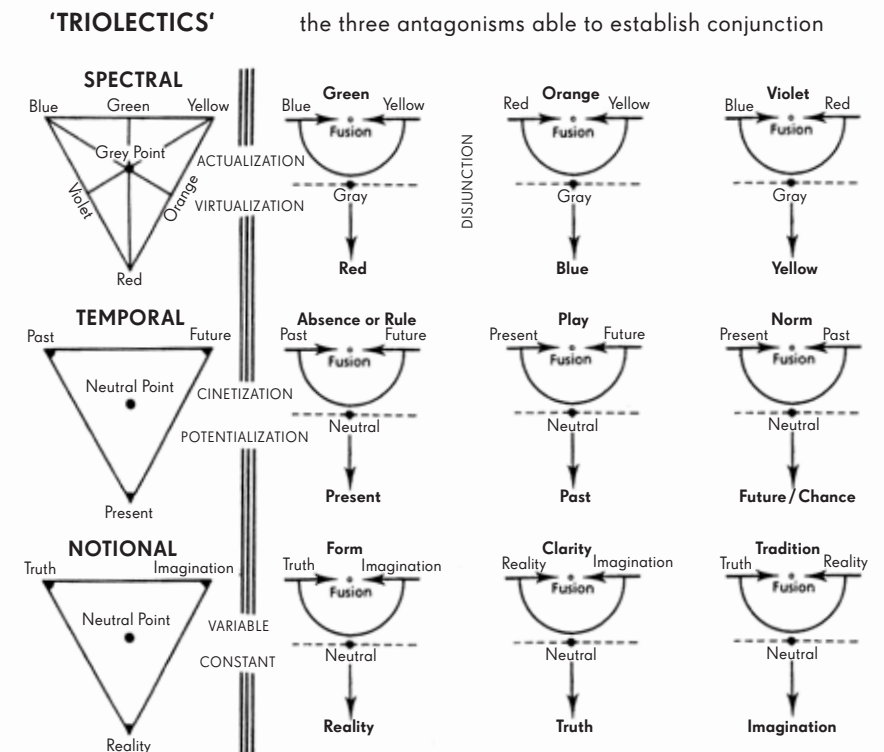 'TRIOLECTICS' the three antagonisms able to establish conjunction
SPECTRAL
Blue Green Yellow
Grey Point
Violet
Orange
Red
ACTUALIZATION
VIRTUALIZATION
Green
Blue Yellow
Fusion
Gray
Red
DISJUNCTION
Orange
Red Yellow
Fusion
Gray
Blue
Violet
Blue Red
Fusion
Gray
Yellow
TEMPORAL
Past Future
Neutral Point
Present
CINETIZATION
POTENTIALIZATION
Absence or Rule
Past Future
Fusion
Neutral
Present
Play
Present Future
Fusion
Neutral
Past
Norm
Present Past
Fusion
Neutral
Future / Chance
NOTIONAL
Truth Imagination
Neutral Point
Reality
VARIABLE
CONSTANT
Form
Truth Imagination
Fusion
Neutral
Reality
Clarity
Reality Imagination
Fusion
Neutral
Truth
Tradition
Truth Reality
Fusion
Neutral
Imagination